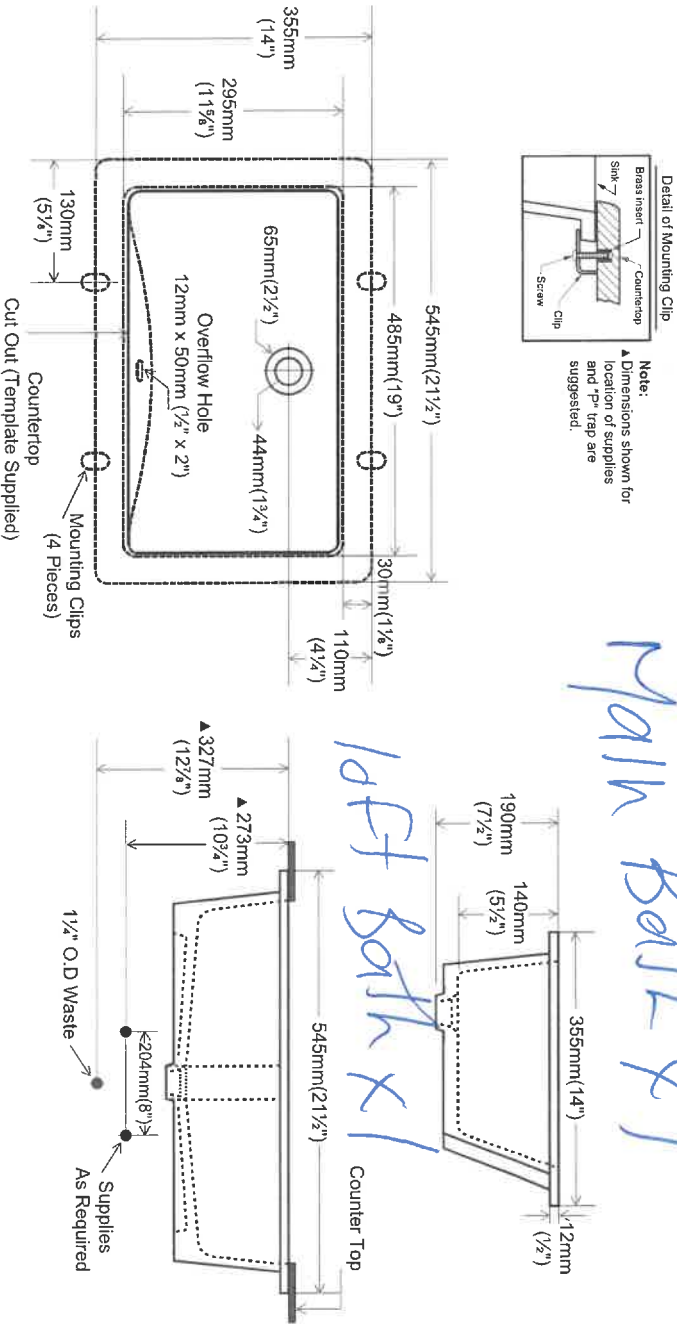 Detail of Mounting Clip
Sink
Brass insert
Countertop
Clip
Screw
Note:
▲ Dimensions shown for
location of supplies
and "P" trap are
suggested.
355mm
(14")
295mm
(11⅝")
130mm
(5⅛")
545mm(21½")
485mm(19")
65mm(2½")
44mm(1¾")
Overflow Hole
12mm x 50mm (½" x 2")
30mm(1⅛")
110mm
(4¼")
Mounting Clips
(4 Pieces)
Countertop
Cut Out (Template Supplied)
Main Bath x 1
loft Bath x 1
190mm
(7½")
140mm
(5½")
355mm(14")
12mm
(½")
▲327mm
(12⅞")
▲273mm
(10¾")
545mm(21½")
Counter Top
204mm(8")
1¼" O.D Waste
Supplies
As Required